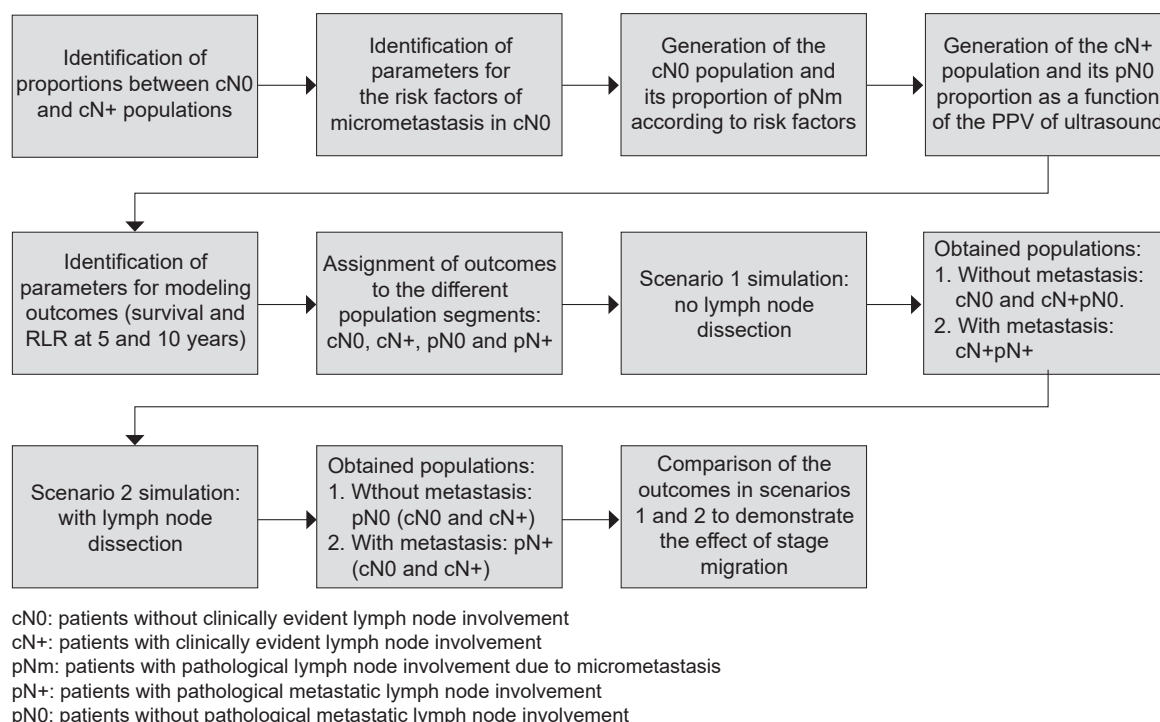 Identification of
proportions between cN0
and cN+ populations
Identification of
parameters for
the risk factors of
micrometastasis in cN0
Generation of the
cN0 population and
its proportion of pNm
according to risk factors
Generation of the cN+
population and its pN0
proportion as a function
of the PPV of ultrasound
Identification of
parameters for modeling
outcomes (survival and
RLR at 5 and 10 years)
Assignment of outcomes
to the different
population segments:
cN0, cN+, pN0 and pN+
Scenario 1 simulation:
no lymph node
dissection
Obtained populations:
1. Without metastasis:
cN0 and cN+pN0.
2. With metastasis:
cN+pN+
Scenario 2 simulation:
with lymph node
dissection
Obtained populations:
1. Wthout metastasis:
pN0 (cN0 and cN+)
2. With metastasis: pN+
(cN0 and cN+)
Comparison of the
outcomes in scenarios
1 and 2 to demonstrate
the effect of stage
migration
cN0: patients without clinically evident lymph node involvement
cN+: patients with clinically evident lymph node involvement
pNm: patients with pathological lymph node involvement due to micrometastasis
pN+: patients with pathological metastatic lymph node involvement
pN0: patients without pathological metastatic lymph node involvement